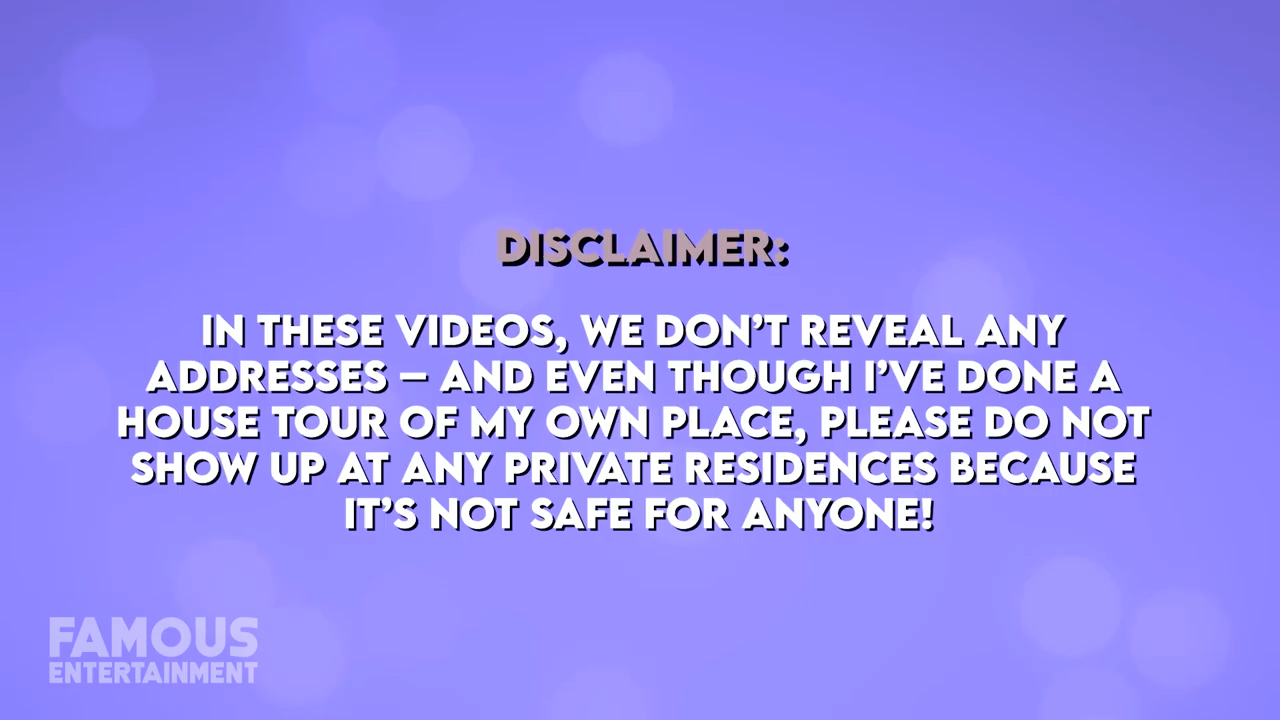 DISCLAIMER:
IN THESE VIDEOS, WE DON'T REVEAL ANY
ADDRESSES – AND EVEN THOUGH I'VE DONE A
HOUSE TOUR OF MY OWN PLACE, PLEASE DO NOT
SHOW UP AT ANY PRIVATE RESIDENCES BECAUSE
IT'S NOT SAFE FOR ANYONE!
FAMOUS
ENTERTAINMENT